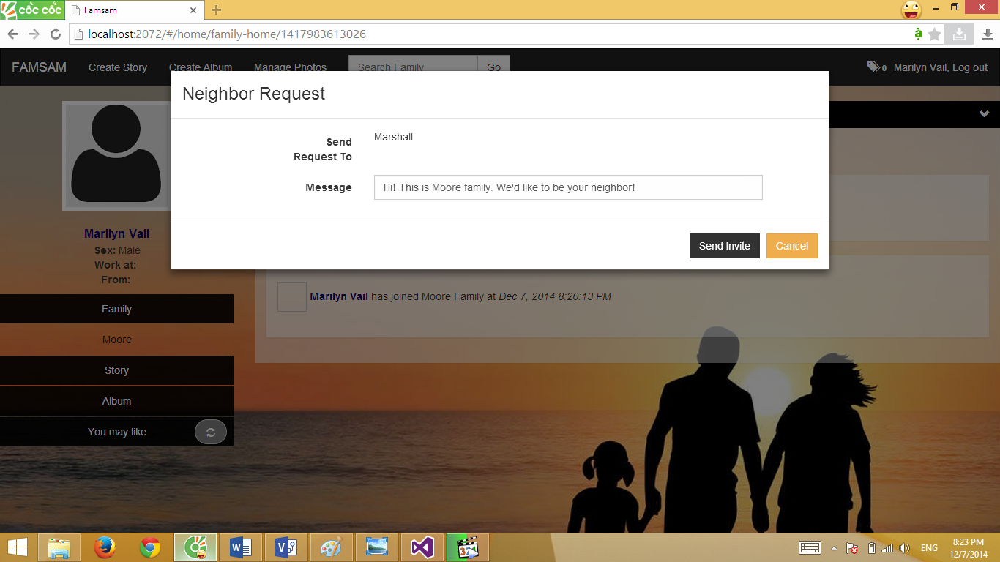 cốc cốc
Famsam
localhost:2072/#/home/family-home/1417983613026
FAMSAM Create Story Create Album Manage Photos Search Family Go 0 Marilyn Vail, Log out
Neighbor Request
Send Request To
Marshall
Message
Hi! This is Moore family. We'd like to be your neighbor!
Send Invite Cancel
Marilyn Vail
Sex: Male
Work at:
From:
Family
Moore
Story
Album
You may like
Marilyn Vail has joined Moore Family at Dec 7, 2014 8:20:13 PM
ENG
8:23 PM
12/7/2014